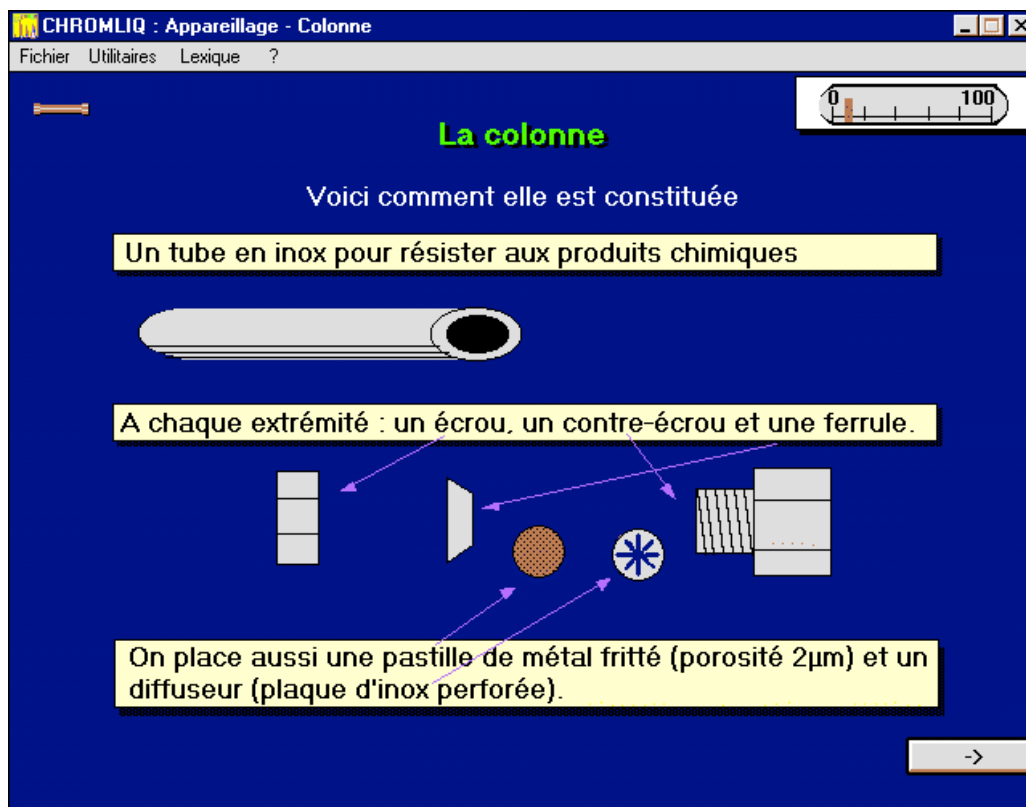 CHROMLIQ : Appareillage - Colonne
Fichier Utilitaires Lexique ?
0 100
La colonne
Voici comment elle est constituée
Un tube en inox pour résister aux produits chimiques
A chaque extrémité : un écrou, un contre-écrou et une ferrule.
On place aussi une pastille de métal fritté (porosité 2µm) et un
diffuseur (plaque d'inox perforée).
->